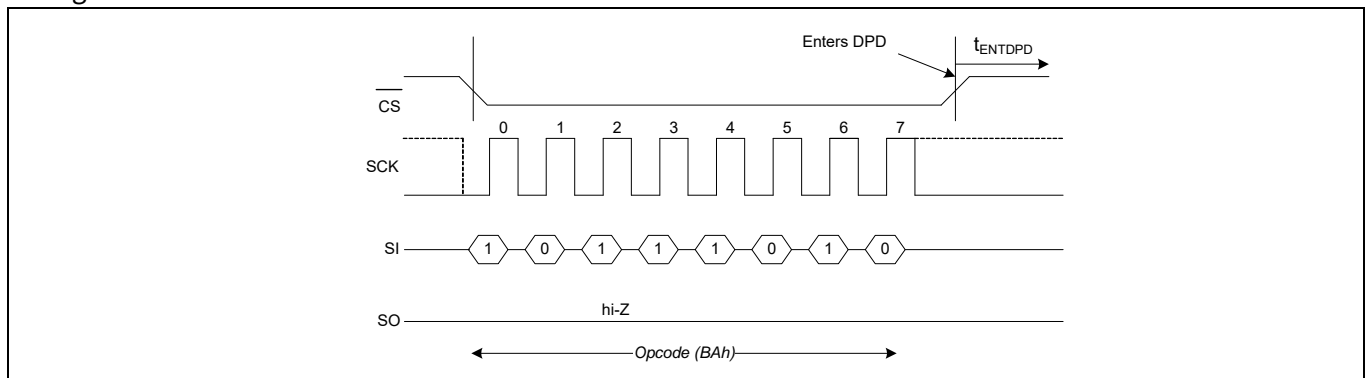 Enters DPD
tENTDPD
CS
0 1 2 3 4 5 6 7
SCK
SI 1 0 1 1 1 0 1 0
hi-Z
SO
Opcode (BAh)